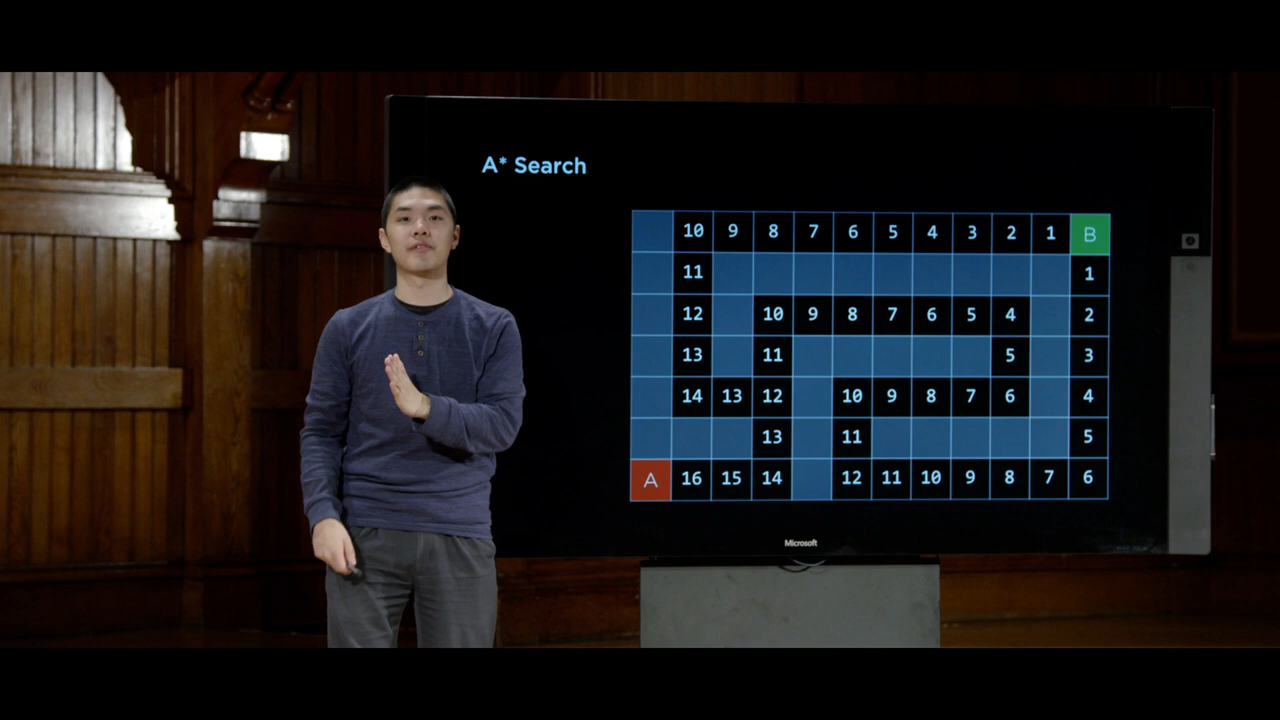 A* Search
10 9 8 7 6 5 4 3 2 1 B
11 1
12 10 9 8 7 6 5 4 2
13 11 5 3
14 13 12 10 9 8 7 6 4
13 11 5
A 16 15 14 12 11 10 9 8 7 6
Microsoft